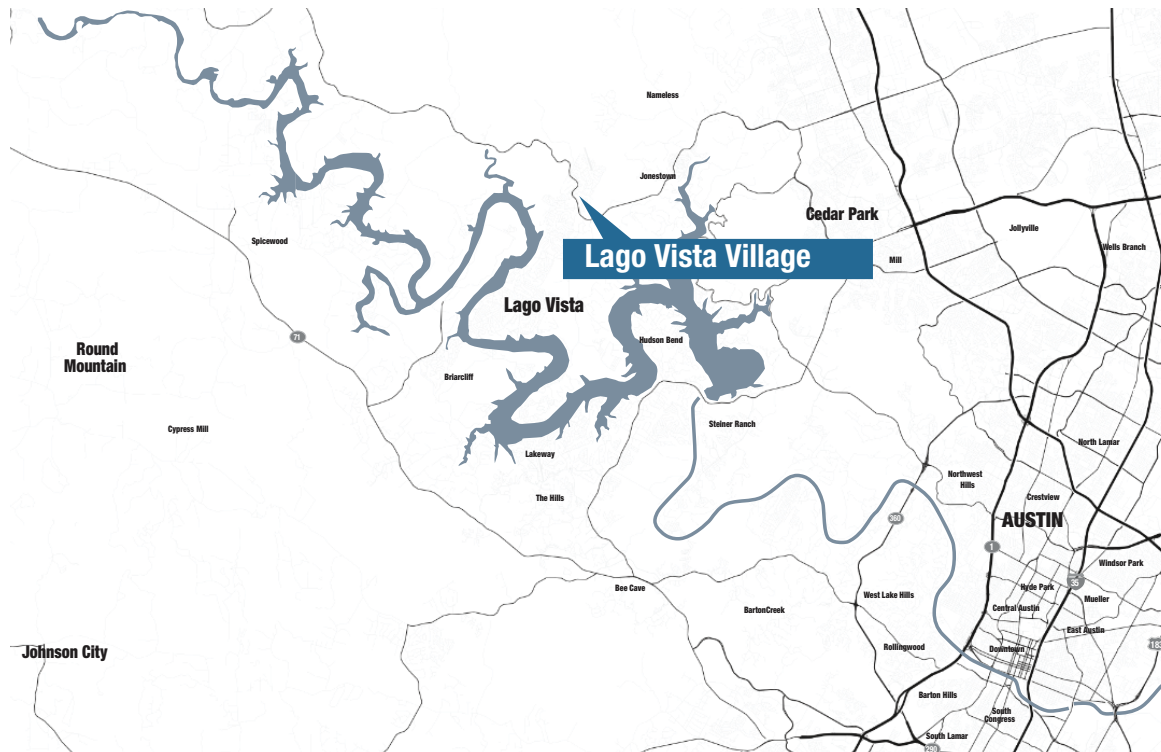 Nameless
Jonestown
Cedar Park
Jollyville
Spicewood
Lago Vista Village
Mill
Wells Branch
Lago Vista
71
Hudson Bend
Round
Mountain
Briarcliff
Cypress Mill
Steiner Ranch
North Lamar
Lakeway
Northwest
Hills
The Hills
Crestview
360
AUSTIN
1
Windsor Park
35
Bee Cave
Hyde Park
West Lake Hills
Mueller
BartonCreek
Central Austin
East Austin
183
Johnson City
Rollingwood
Downtown
Barton Hills
South
Congress
South Lamar
290